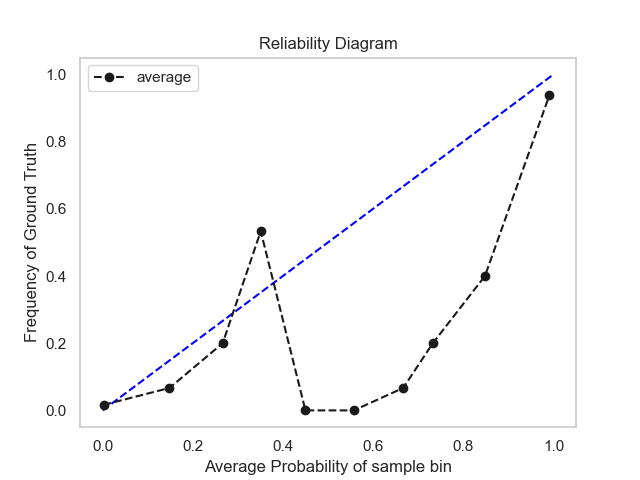 Reliability Diagram
average
Frequency of Ground Truth
1.0
0.8
0.6
0.4
0.2
0.0
0.0 0.2 0.4 0.6 0.8 1.0
Average Probability of sample bin